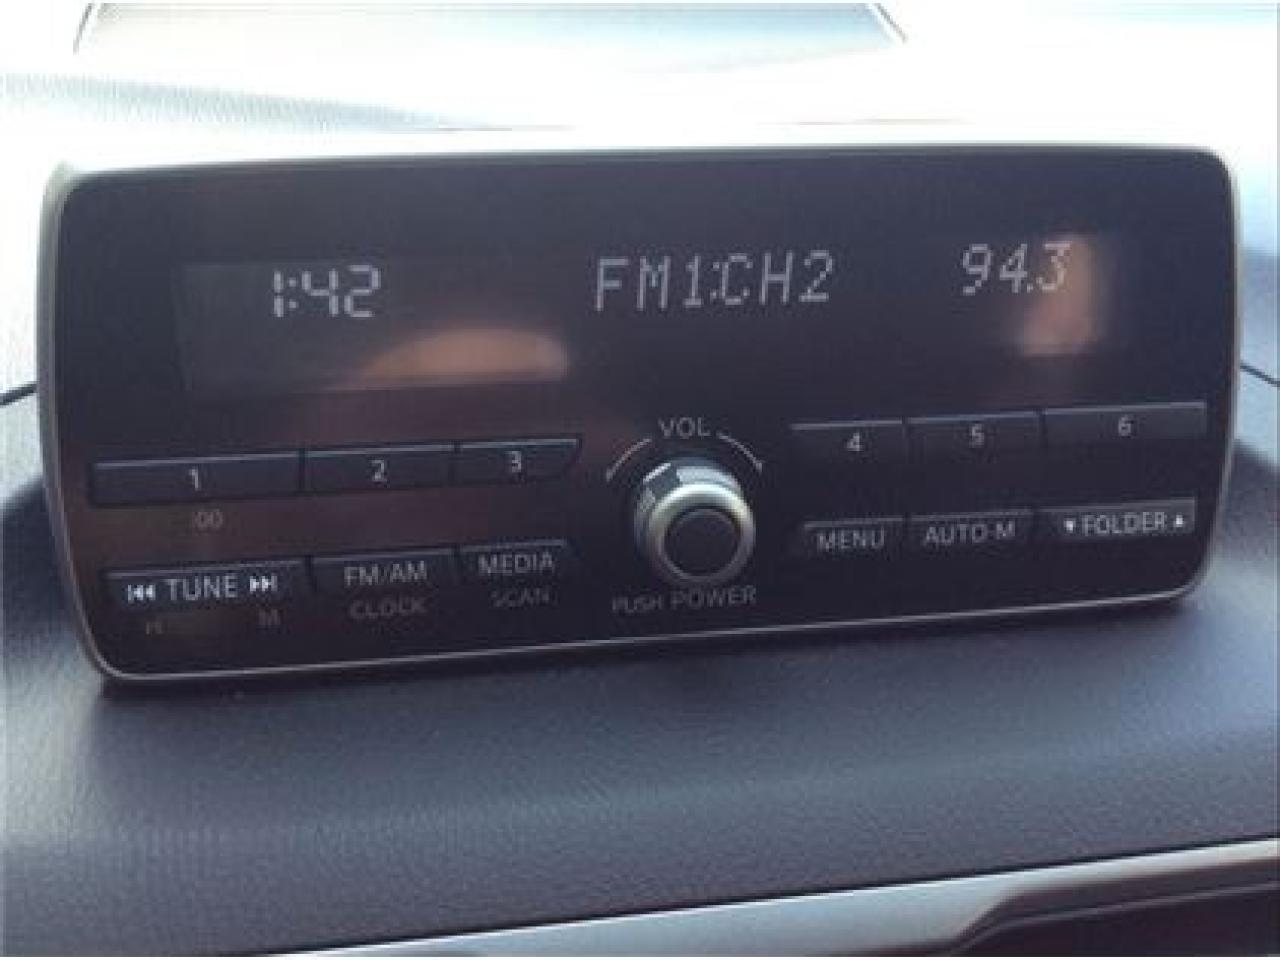 1:42 FM1:CH2 94.3
VOL
1 2 3 4 5 6
:00
TUNE FM/AM MEDIA MENU AUTO-M ▼ FOLDER ▲
H M CLOCK SCAN PUSH POWER